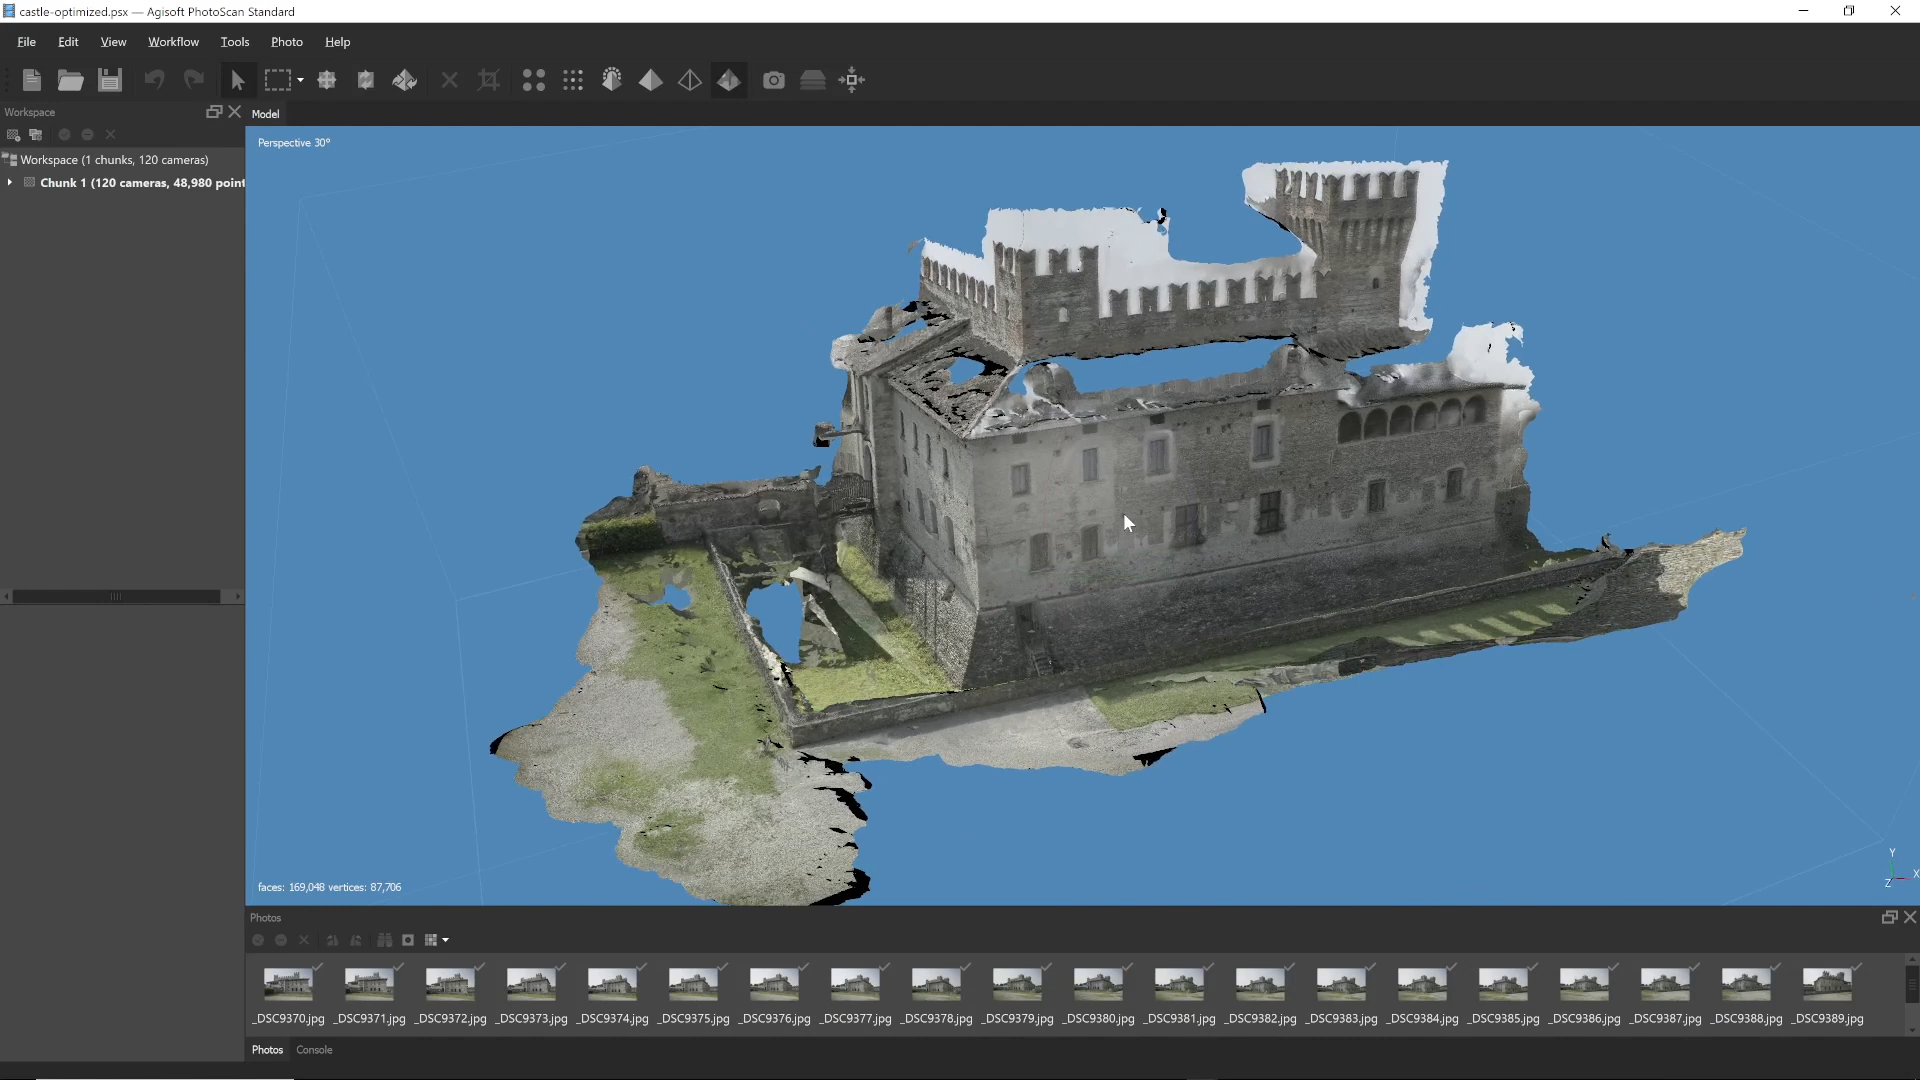 castle-optimized.psx — Agisoft PhotoScan Standard
File Edit View Workflow Tools Photo Help
Workspace
Model
Perspective 30°
Workspace (1 chunks, 120 cameras)
Chunk 1 (120 cameras, 48,980 point
Y
X
Z
faces: 169,048 vertices: 87,706
Photos
_DSC9370.jpg _DSC9371.jpg _DSC9372.jpg _DSC9373.jpg _DSC9374.jpg _DSC9375.jpg _DSC9376.jpg _DSC9377.jpg _DSC9378.jpg _DSC9379.jpg _DSC9380.jpg _DSC9381.jpg _DSC9382.jpg _DSC9383.jpg _DSC9384.jpg _DSC9385.jpg _DSC9386.jpg _DSC9387.jpg _DSC9388.jpg _DSC9389.jpg
Photos Console